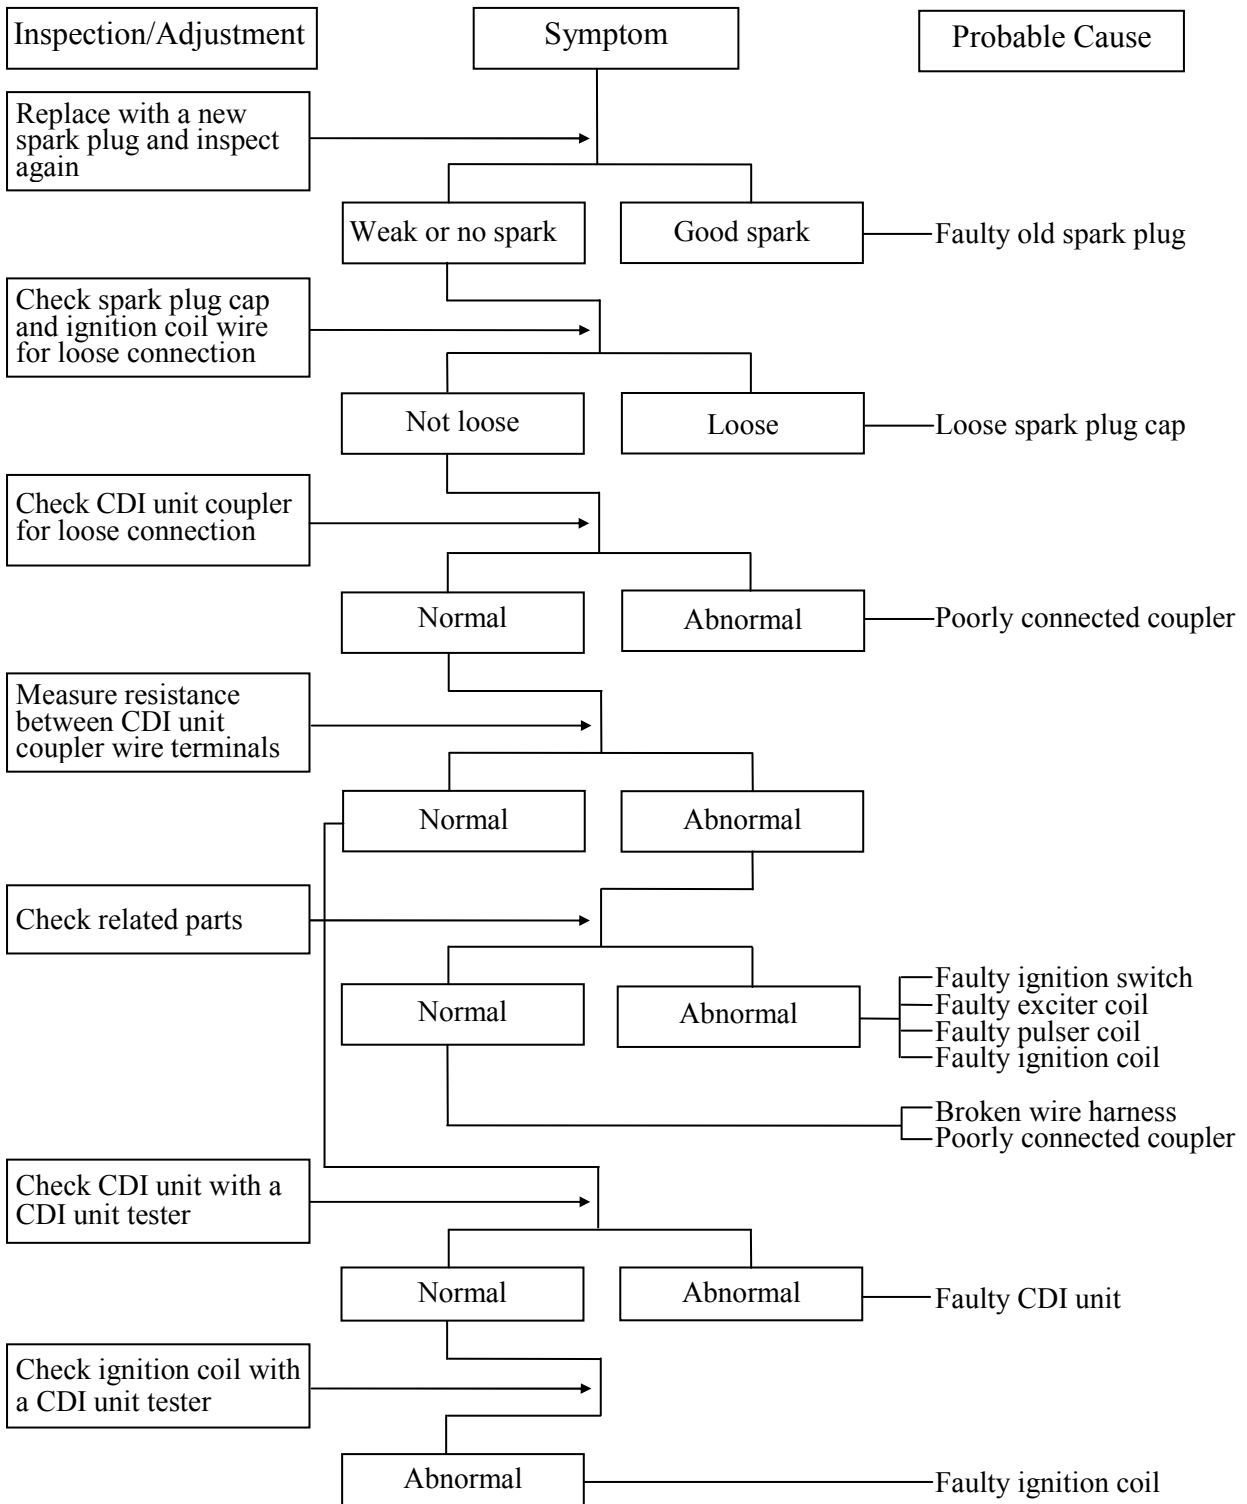 Inspection/Adjustment
Symptom
Probable Cause
Replace with a new
spark plug and inspect
again
Weak or no spark
Good spark
Faulty old spark plug
Check spark plug cap
and ignition coil wire
for loose connection
Not loose
Loose
Loose spark plug cap
Check CDI unit coupler
for loose connection
Normal
Abnormal
Poorly connected coupler
Measure resistance
between CDI unit
coupler wire terminals
Normal
Abnormal
Check related parts
Normal
Abnormal
Faulty ignition switch
Faulty exciter coil
Faulty pulser coil
Faulty ignition coil
Broken wire harness
Poorly connected coupler
Check CDI unit with a
CDI unit tester
Normal
Abnormal
Faulty CDI unit
Check ignition coil with
a CDI unit tester
Abnormal
Faulty ignition coil